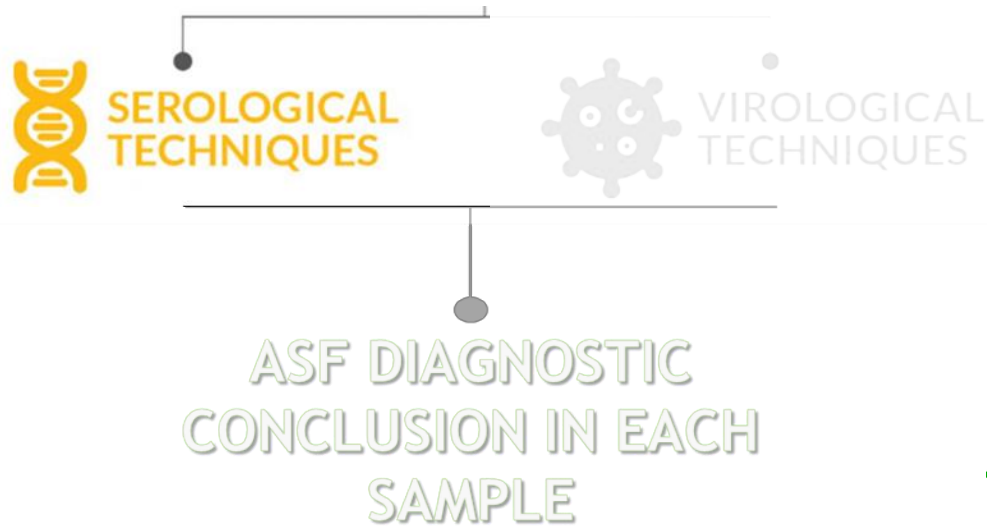 SEROLOGICAL
TECHNIQUES
VIROLOGICAL
TECHNIQUES
ASF DIAGNOSTIC
CONCLUSION IN EACH
SAMPLE